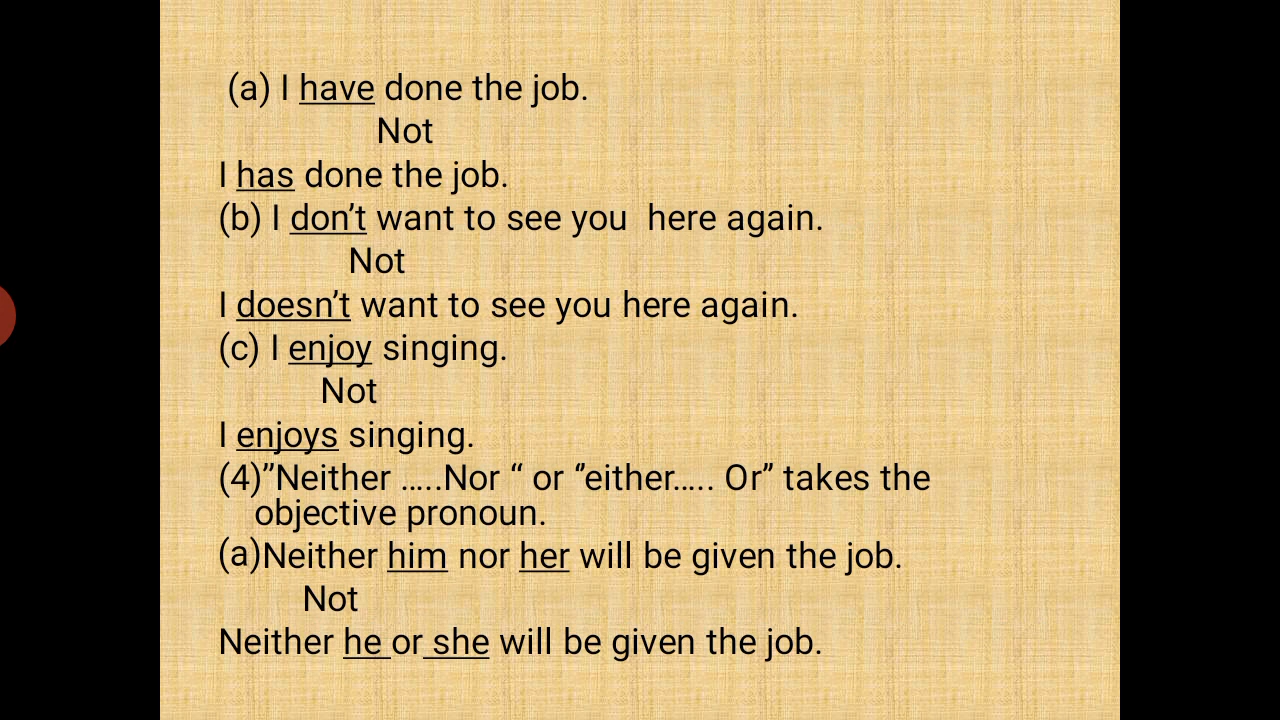 (a) I have done the job.
Not
I has done the job.
(b) I don’t want to see you  here again.
Not
I doesn’t want to see you here again.
(c) I enjoy singing.
Not
I enjoys singing.
(4)”Neither …..Nor “ or “either….. Or” takes the
objective pronoun.
(a)Neither him nor her will be given the job.
Not
Neither he or she will be given the job.